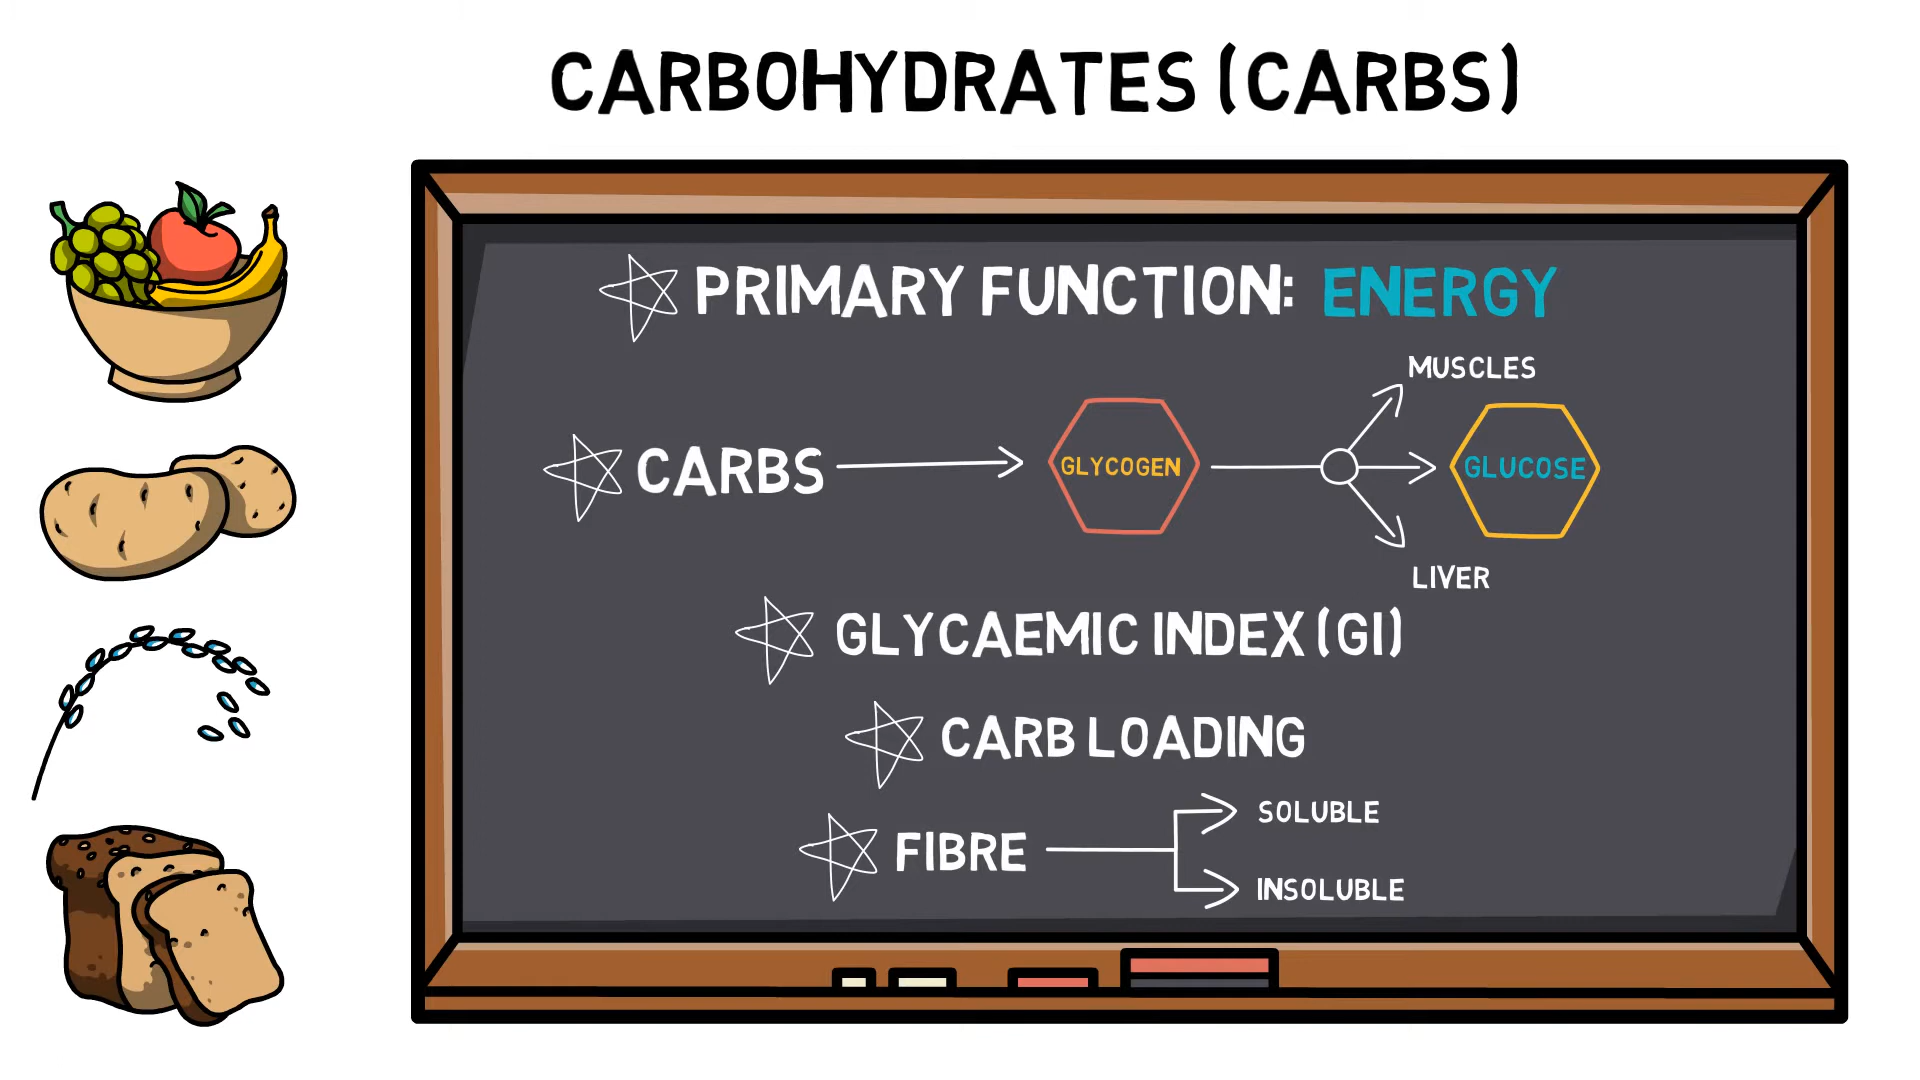 CARBOHYDRATES (CARBS)
PRIMARY FUNCTION: ENERGY
MUSCLES
CARBS
GLYCOGEN
GLUCOSE
LIVER
GLYCAEMIC INDEX (GI)
CARB LOADING
SOLUBLE
FIBRE
INSOLUBLE